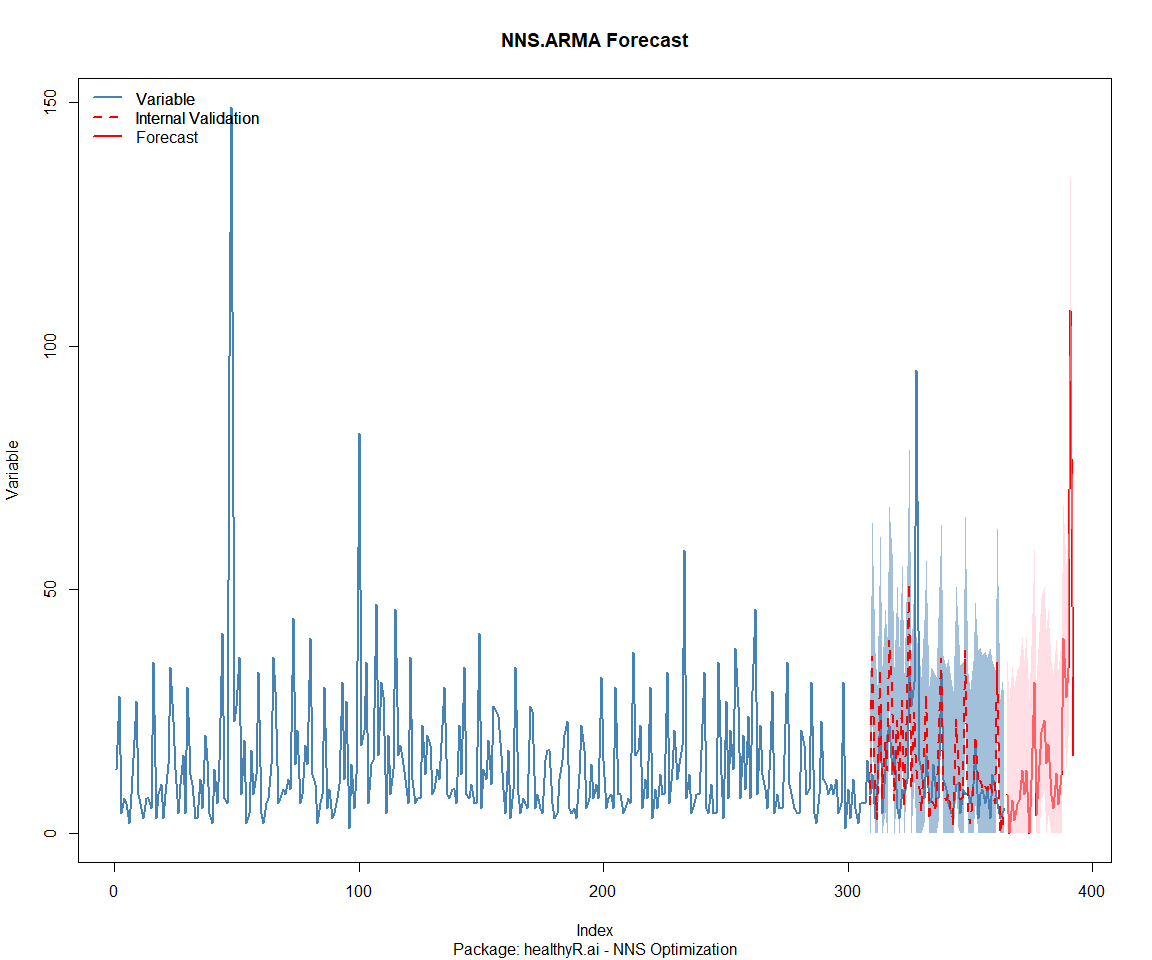 NNS.ARMA Forecast
Variable
Internal Validation
Forecast
150
100
50
0
Variable
0
100
200
300
400
Index
Package: healthyR.ai - NNS Optimization